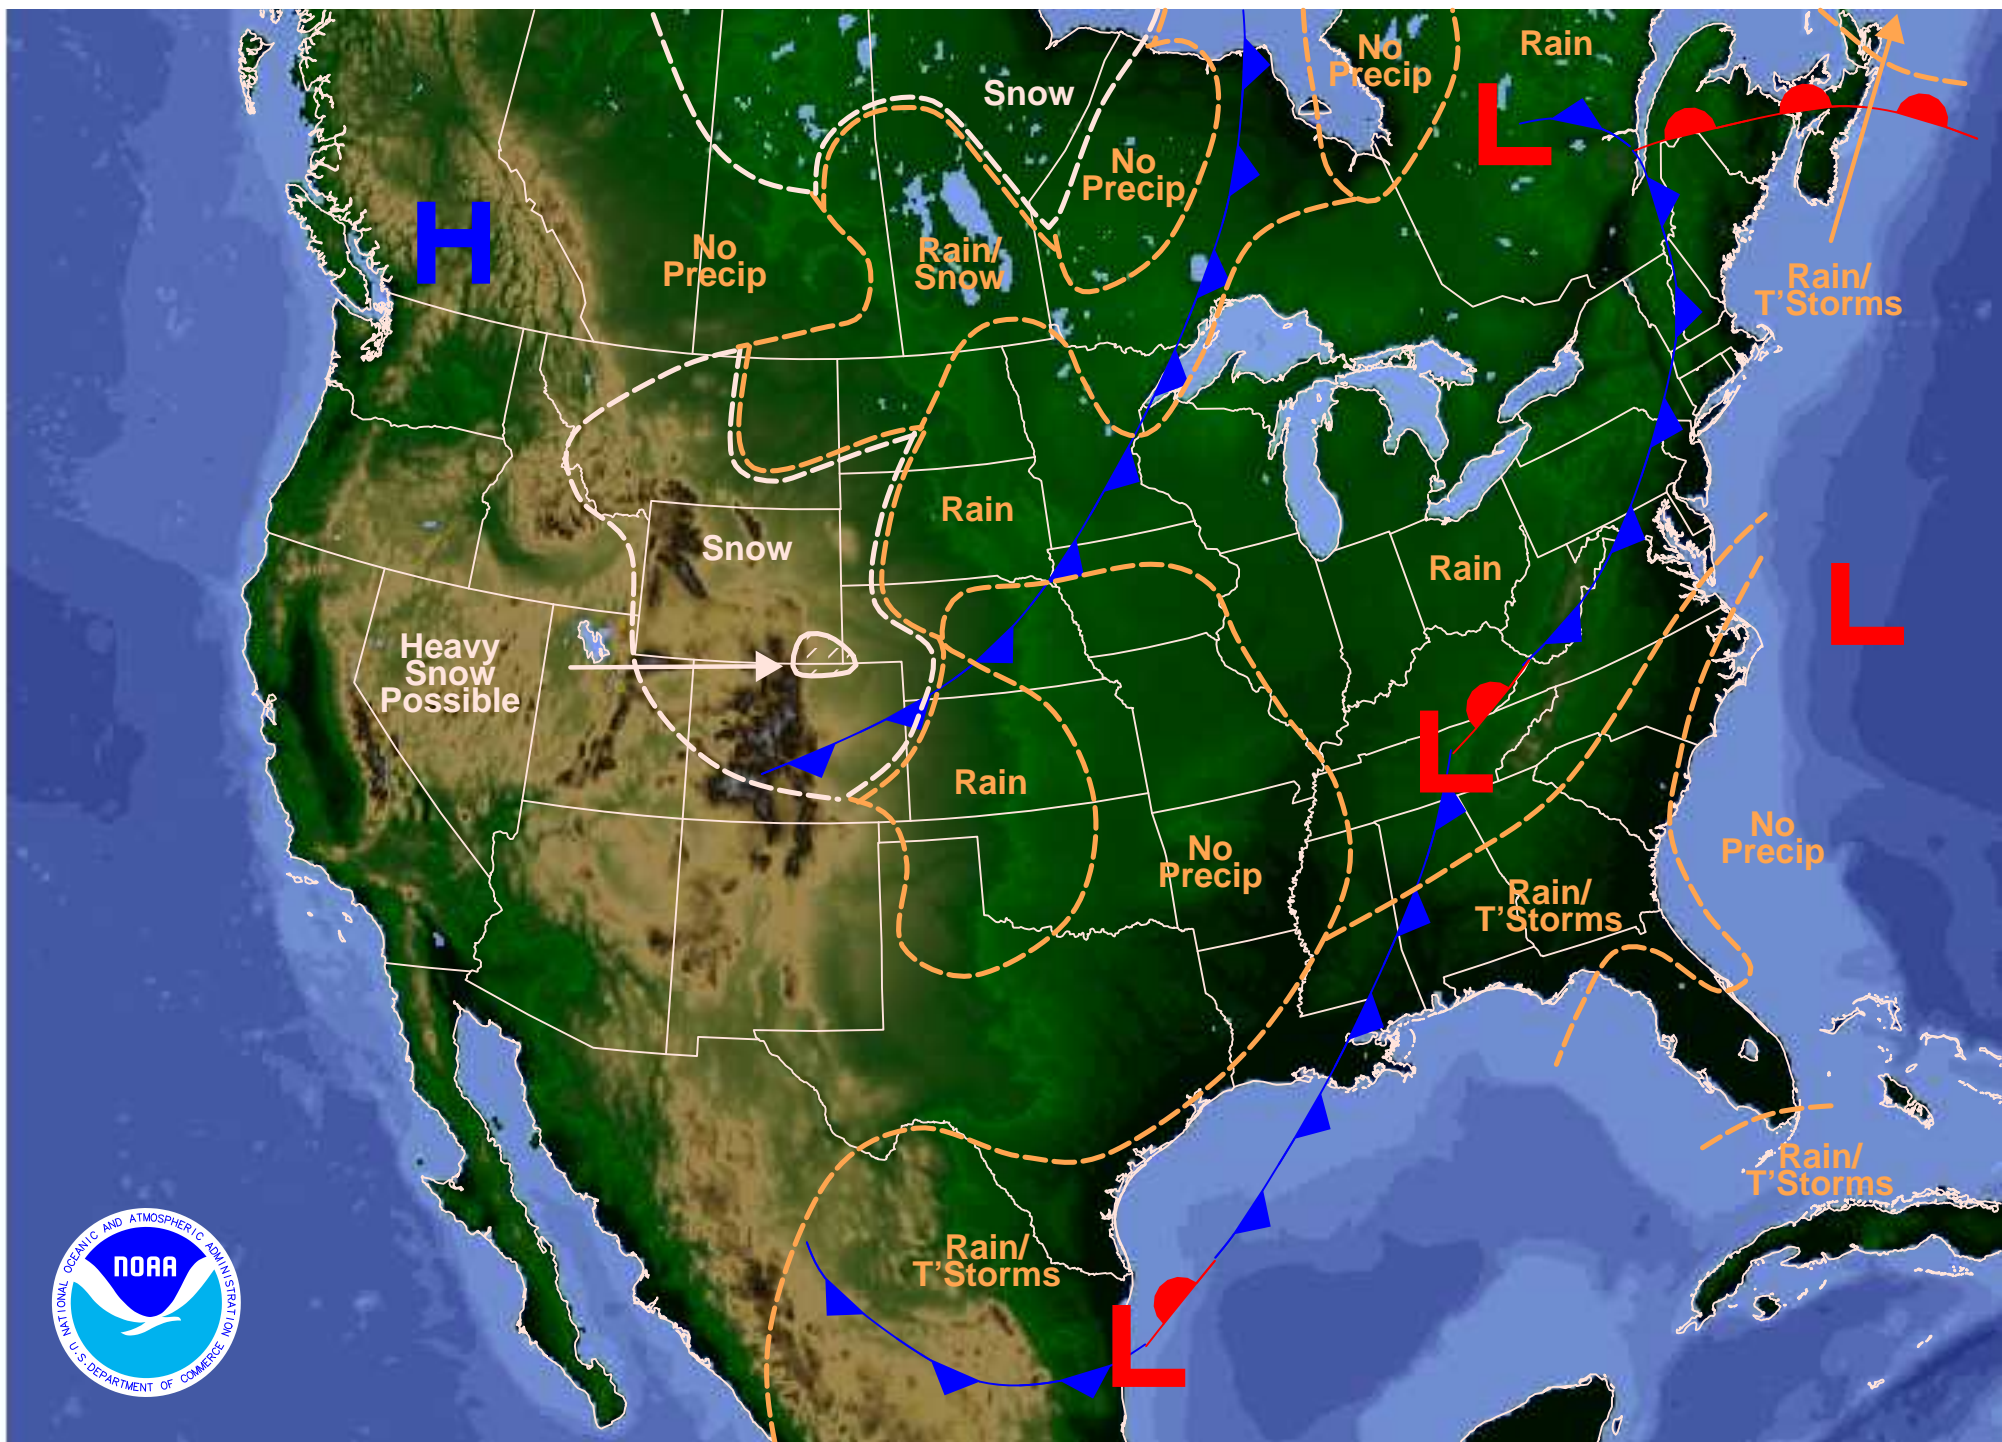 No
Precip
Rain
Snow
L
No
Precip
H
No
Precip
Rain/
Snow
Rain/
T'Storms
Rain
Snow
Rain
L
Heavy
Snow
Possible
L
Rain
No
Precip
No
Precip
Rain/
T'Storms
Rain/
T'Storms
Rain/
T'Storms
L
NATIONAL OCEANIC AND ATMOSPHERIC ADMINISTRATION
NOAA
U.S. DEPARTMENT OF COMMERCE